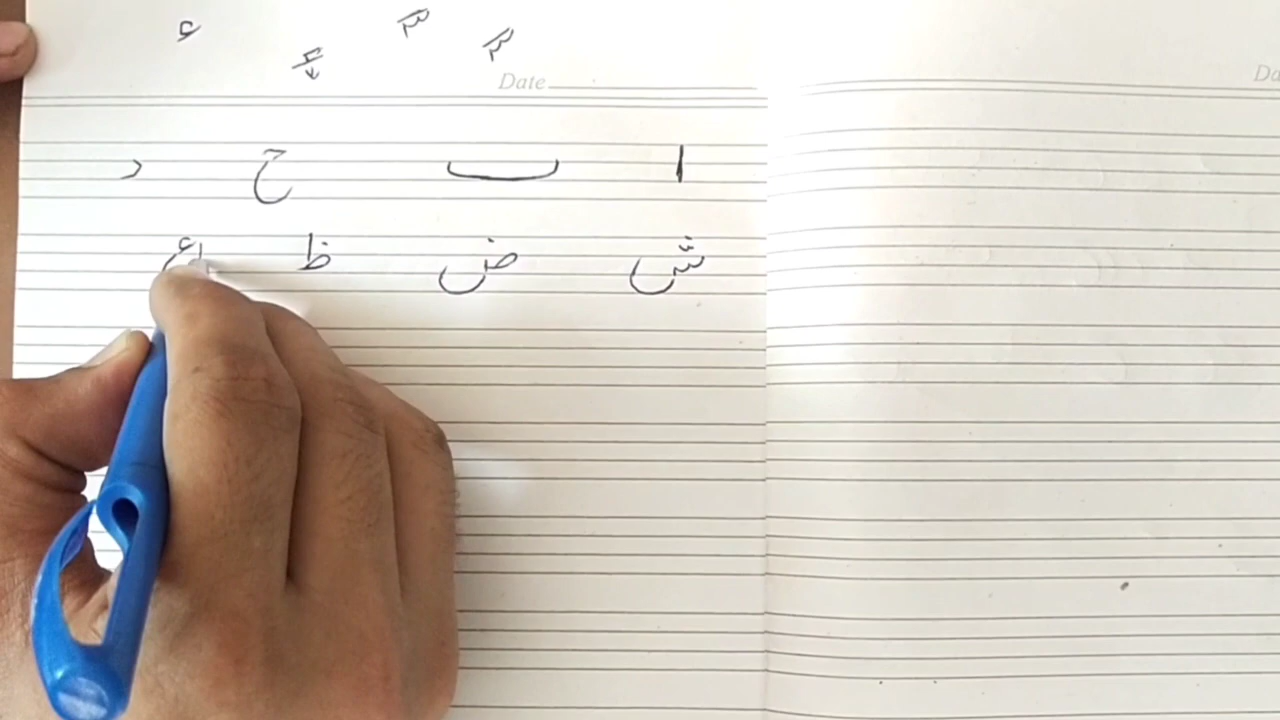 Date
ا ٮ ح د
ش ض ظ ع